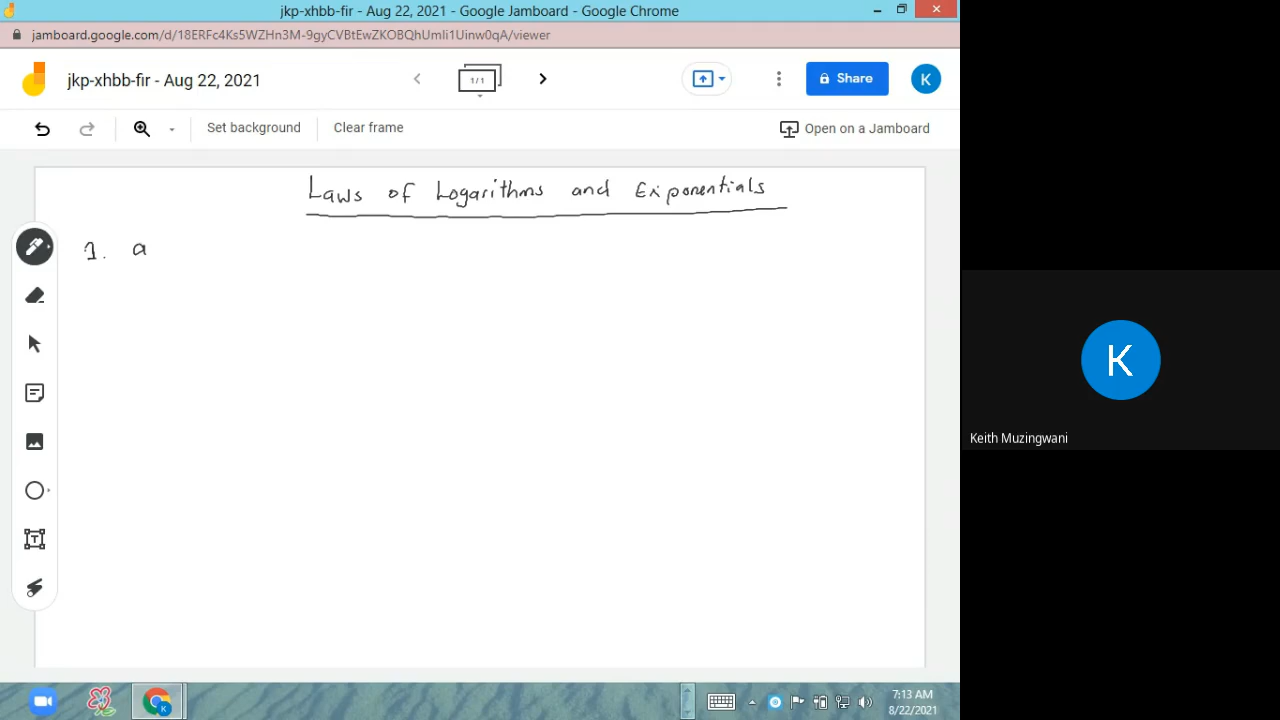 jkp-xhbb-fir - Aug 22, 2021 - Google Jamboard - Google Chrome
jamboard.google.com/d/18ERFc4Ks5WZHn3M-9gyCVBtEwZKOBQhUmIi1Uinw0qA/viewer
jkp-xhbb-fir - Aug 22, 2021
1/1
Share
K
Set background
Clear frame
Open on a Jamboard
Laws of Logarithms and Exponentials
1. a
K
Keith Muzingwani
7:13 AM
8/22/2021